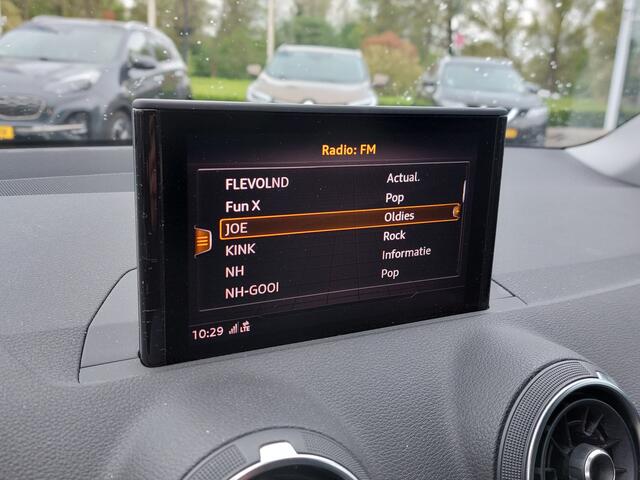 Radio: FM
FLEVOLND Actual.
Fun X Pop
JOE Oldies
KINK Rock
NH Informatie
NH-GOOI Pop
10:29 LTE